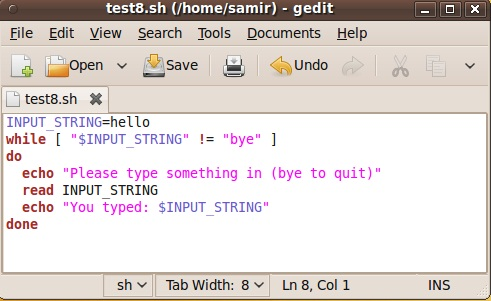 test8.sh (/home/samir) - gedit
File Edit View Search Tools Documents Help
Open Save Undo
test8.sh
INPUT_STRING=hello
while [ "$INPUT_STRING" != "bye" ]
do
  echo "Please type something in (bye to quit)"
  read INPUT_STRING
  echo "You typed: $INPUT_STRING"
done
sh Tab Width: 8 Ln 8, Col 1 INS